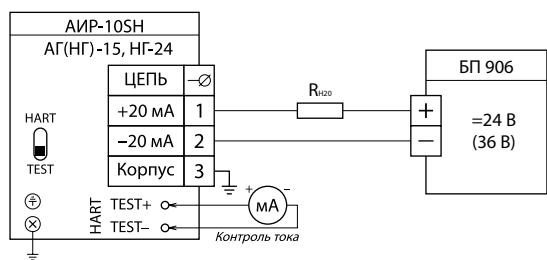 АИР-10SH
АГ(НГ)-15, НГ-24
ЦЕПЬ
+20 мА 1
−20 мА 2
Корпус 3
HART
TEST
HART
TEST+
TEST−
Rн20
+ мА −
Контроль тока
БП 906
+
−
=24 В
(36 В)